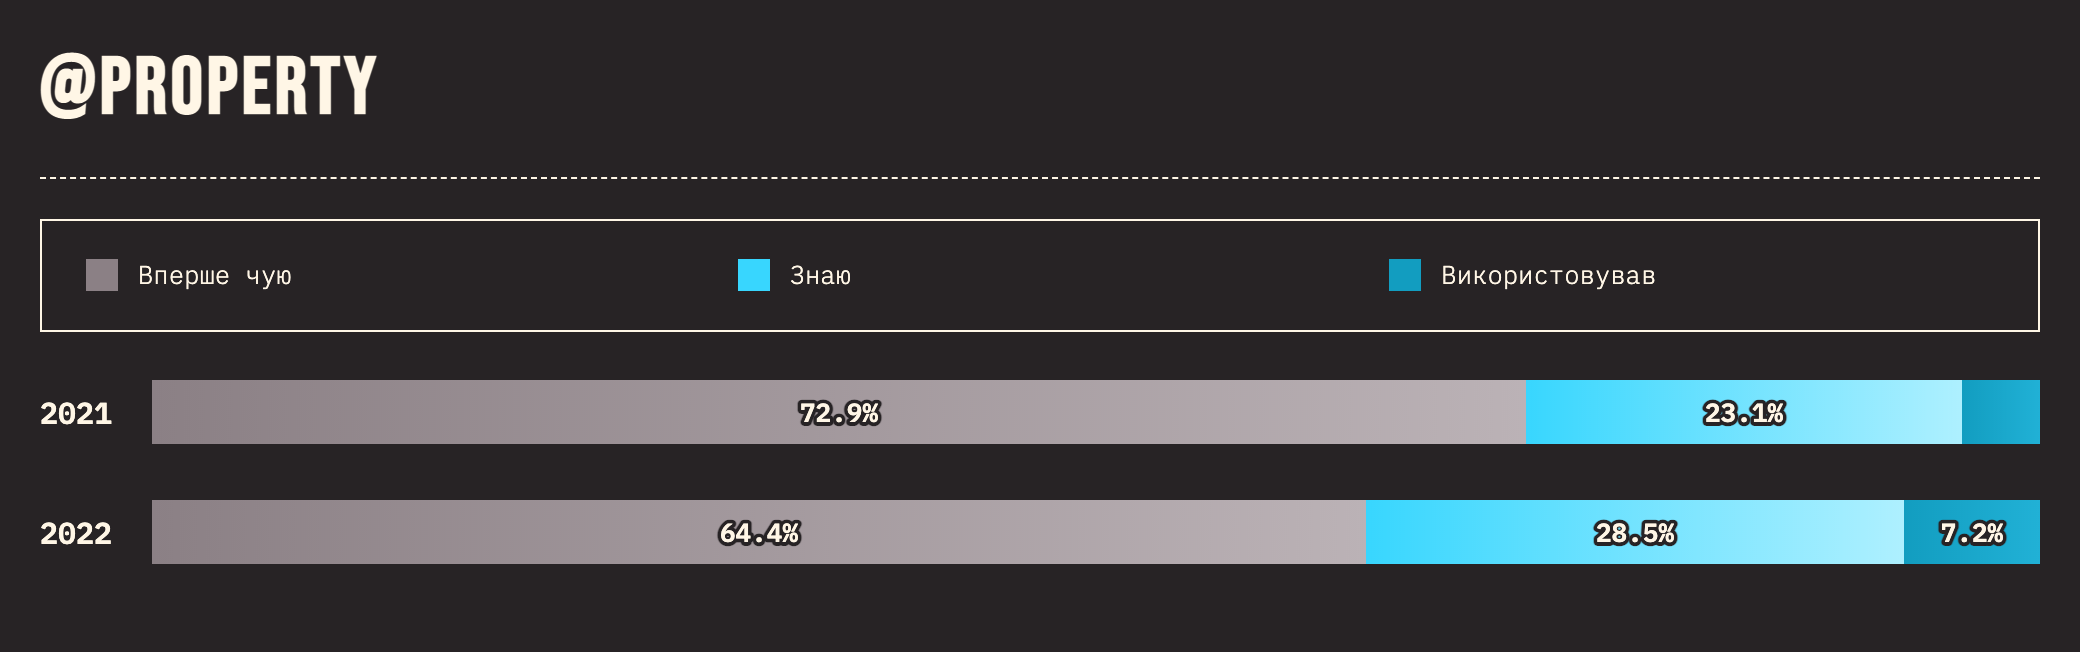 @PROPERTY
Вперше чую Знаю Використовував
2021 72.9% 23.1%
2022 64.4% 28.5% 7.2%